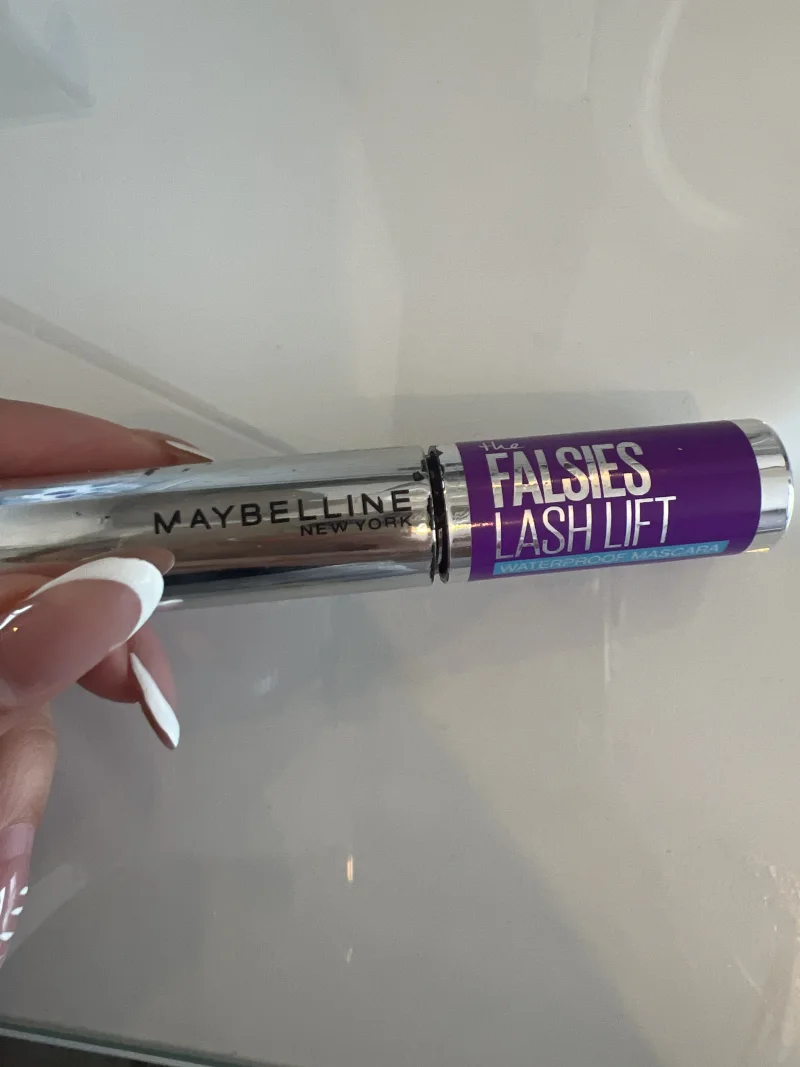 MAYBELLINE
NEW YORK
the
FALSIES
LASH LIFT
WATERPROOF MASCARA